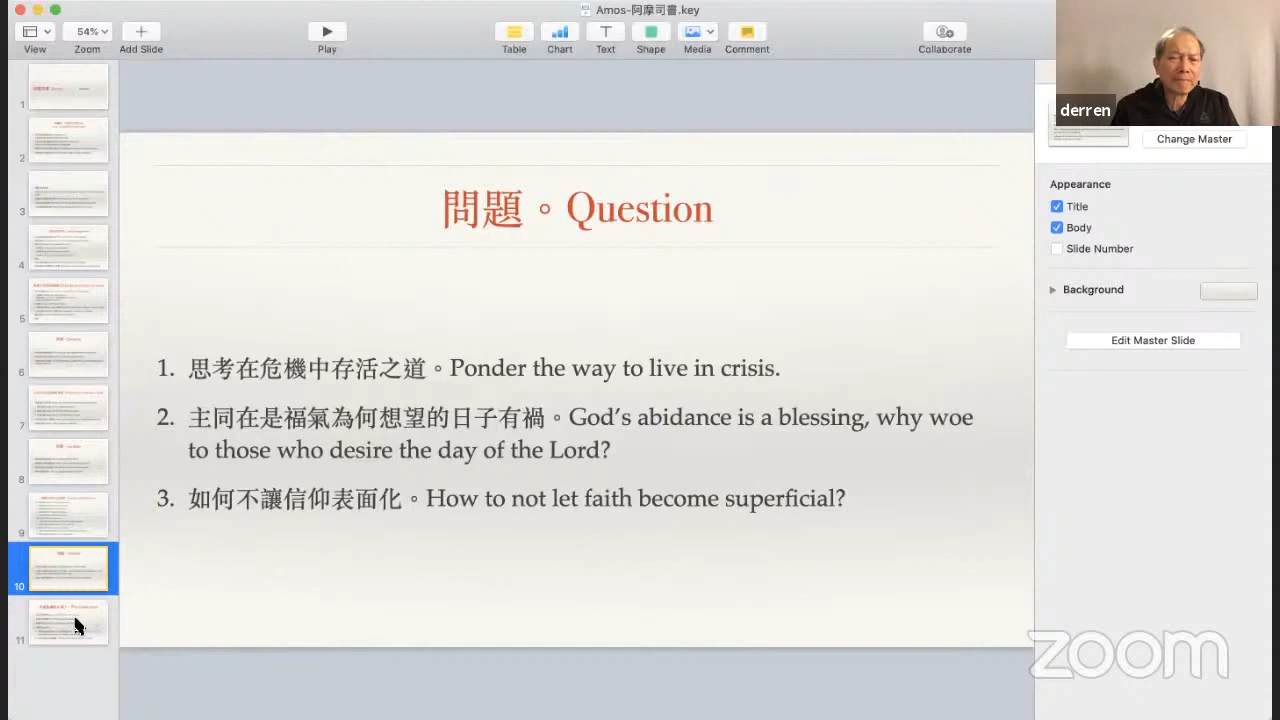 Amos-阿摩司書.key
View
54%
Zoom
Add Slide
Play
Table
Chart
Text
Shape
Media
Comment
Collaborate
derren
Change Master
Appearance
Title
Body
Slide Number
Background
Edit Master Slide
1
2
3
4
5
6
7
8
9
10
11
問題。Question
1. 思考在危機中存活之道。Ponder the way to live in crisis.
2. 主同在是福氣為何想望的日子有禍。God's abidance is a blessing, why woe
to those who desire the day of the Lord?
3. 如何不讓信仰表面化。How to not let faith become superficial?
zoom